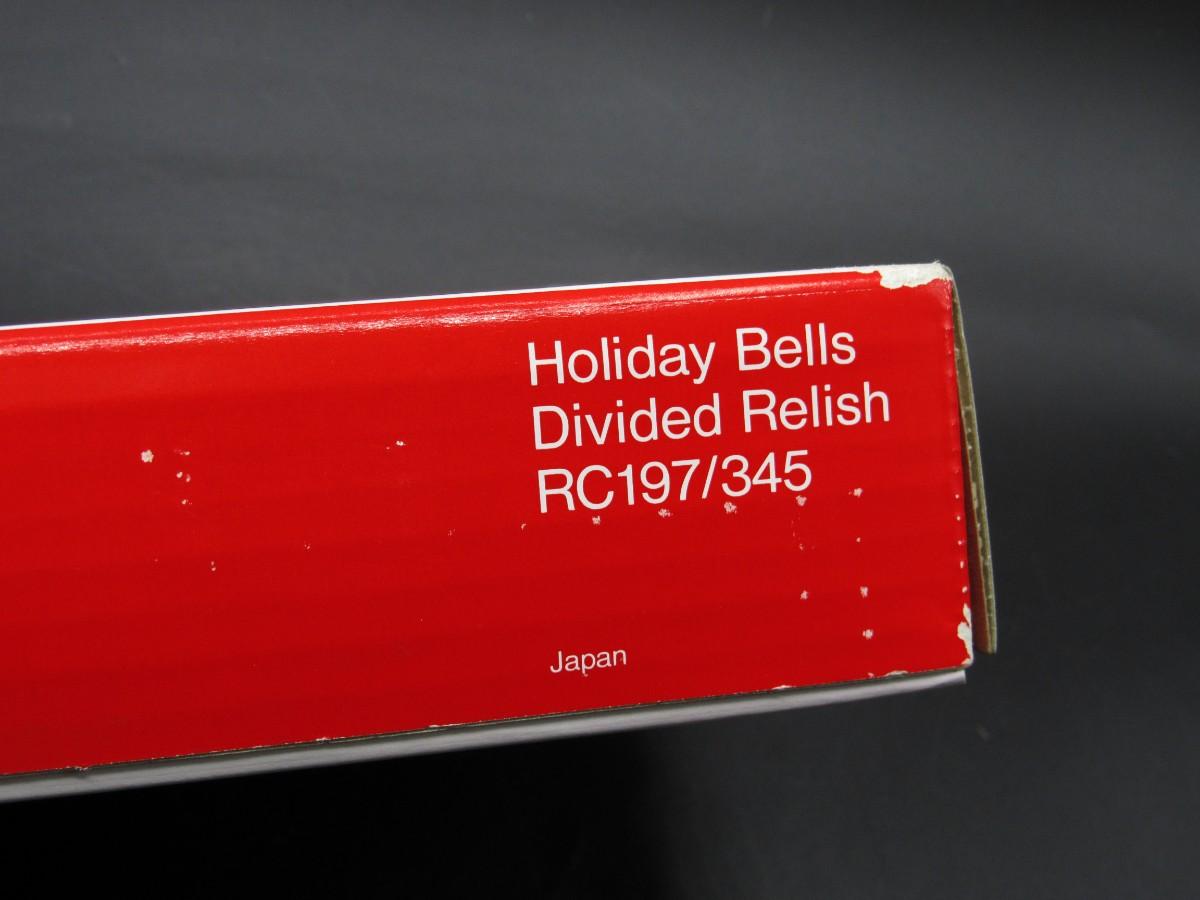 Holiday Bells
Divided Relish
RC197/345
Japan